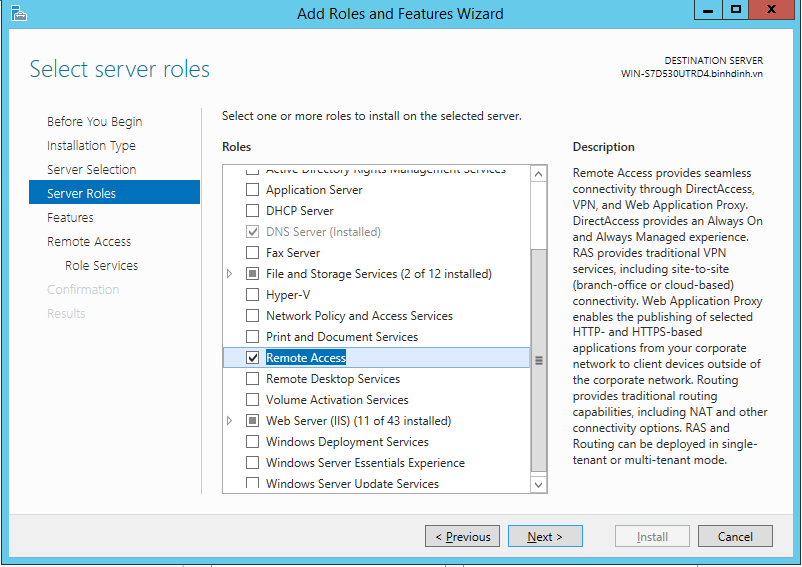 Add Roles and Features Wizard
Select server roles
DESTINATION SERVER
WIN-S7D530UTRD4.binhdinh.vn
Before You Begin
Installation Type
Server Selection
Server Roles
Features
Remote Access
Role Services
Confirmation
Results
Select one or more roles to install on the selected server.
Roles
Active Directory Rights Management Services
Application Server
DHCP Server
DNS Server (Installed)
Fax Server
File and Storage Services (2 of 12 installed)
Hyper-V
Network Policy and Access Services
Print and Document Services
Remote Access
Remote Desktop Services
Volume Activation Services
Web Server (IIS) (11 of 43 installed)
Windows Deployment Services
Windows Server Essentials Experience
Windows Server Update Services
Description
Remote Access provides seamless
connectivity through DirectAccess,
VPN, and Web Application Proxy.
DirectAccess provides an Always On
and Always Managed experience.
RAS provides traditional VPN
services, including site-to-site
(branch-office or cloud-based)
connectivity. Web Application Proxy
enables the publishing of selected
HTTP- and HTTPS-based
applications from your corporate
network to client devices outside of
the corporate network. Routing
provides traditional routing
capabilities, including NAT and other
connectivity options. RAS and
Routing can be deployed in single-
tenant or multi-tenant mode.
< Previous
Next >
Install
Cancel